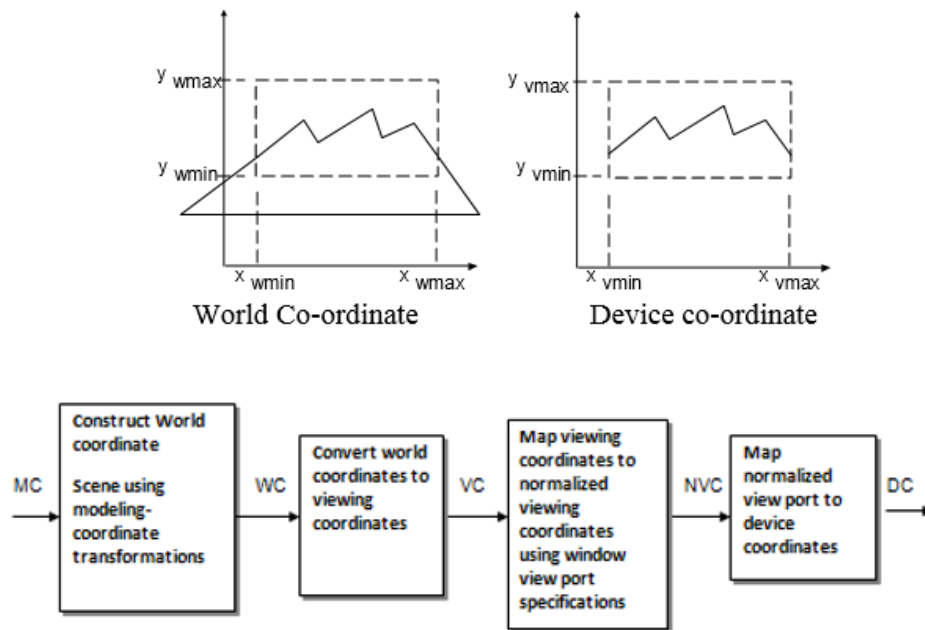 y wmax
y wmin
x wmin
x wmax
World Co-ordinate
y vmax
y vmin
x vmin
x vmax
Device co-ordinate
MC
Construct World
coordinate
Scene using
modeling-
coordinate
transformations
WC
Convert world
coordinates to
viewing
coordinates
VC
Map viewing
coordinates to
normalized
viewing
coordinates
using window
view port
specifications
NVC
Map
normalized
view port to
device
coordinates
DC